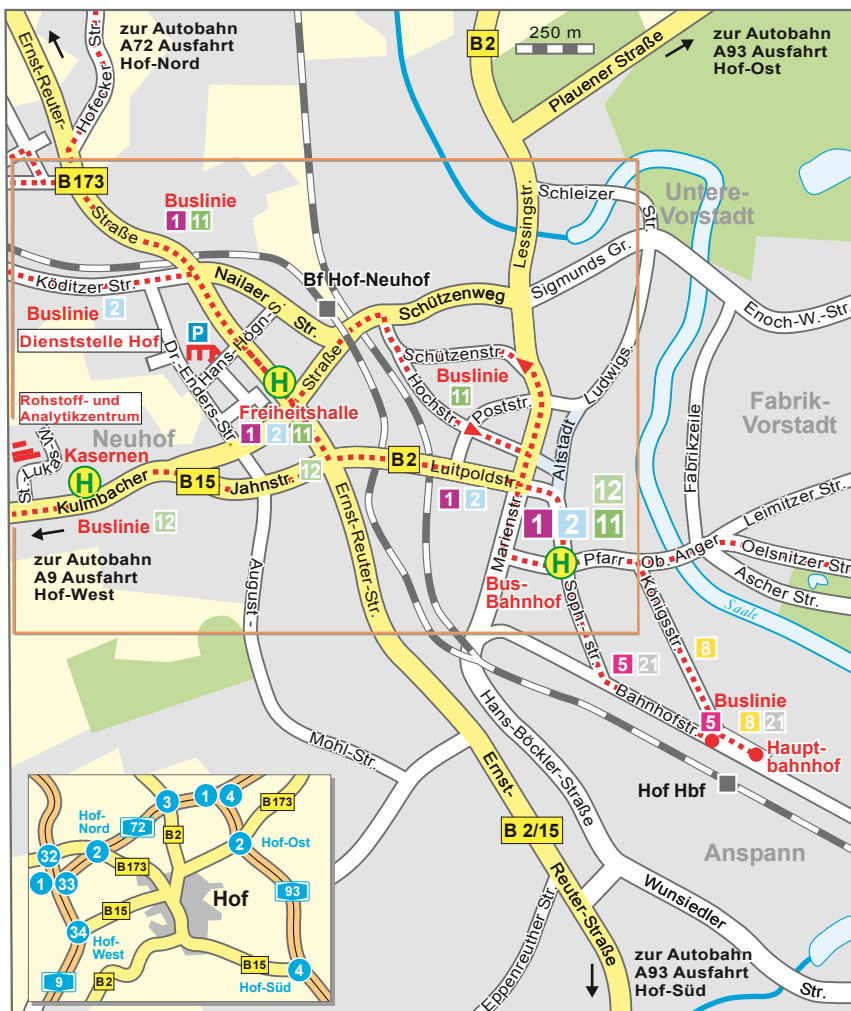 zur Autobahn
A72 Ausfahrt
Hof-Nord
Ernst-Reuter-
Hofecker Str.
B2
250 m
Plauener Straße
zur Autobahn
A93 Ausfahrt
Hof-Ost
B173
Straße
Buslinie
1 11
Lessingstr.
Schleizer
Str.
Untere-
Vorstadt
Sigmunds Gr.
Köditzer Str.
Nailaer
Str.
Bf Hof-Neuhof
Schützenweg
Enoch-W.-Str.
Buslinie
2
Dienststelle Hof
P
Hans-Högn-S
Dr.-Enders-Str.
Straße
Schützenstr.
Hochstr.
Buslinie
11
Poststr.
Ludwigs-
Rohstoff- und
Analytikzentrum
H
Freiheitshalle
1 2 11
Altstadt
Fabrik-
Vorstadt
Fabrikzeile
Neuhof
Lukas-Wi
Str.
Kasernen
H
Kulmbacher
B15
Jahnstr.
12
B2
Luitpoldstr.
1 2
12
1 2 11
Leimitzer Str.
Buslinie 12
Marienstr.
H
Pfarr
Ob. Anger
Oelsnitzer Str
Ascher Str.
Bus-
Bahnhof
zur Autobahn
A9 Ausfahrt
Hof-West
August-
Ernst-Reuter-Str.
Soph.-str.
Königsstr.
Saale
5 21
8
Bahnhofstr.
Buslinie
5 8 21
Haupt-
bahnhof
Hof Hbf
Mohl-Str.
Hans-Böckler-Straße
Ernst-
B 2/15
Reuter-Straße
Anspann
Wunsiedler
Str.
Eppenreuther Str.
zur Autobahn
A93 Ausfahrt
Hof-Süd
3
1
4
B173
Hof-
Nord
72
B2
2
Hof-Ost
32
2
B173
1
33
Hof
93
B15
34
Hof-
West
9
B2
B15
4
Hof-Süd